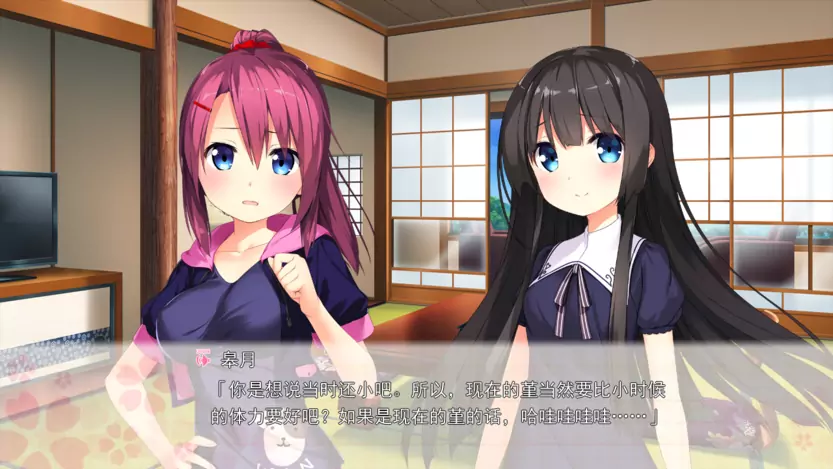 皋月
「你是想说当时还小吧。所以，现在的堇当然要比小时候
的体力要好吧？如果是现在的堇的话，哈哇哇哇哇……」